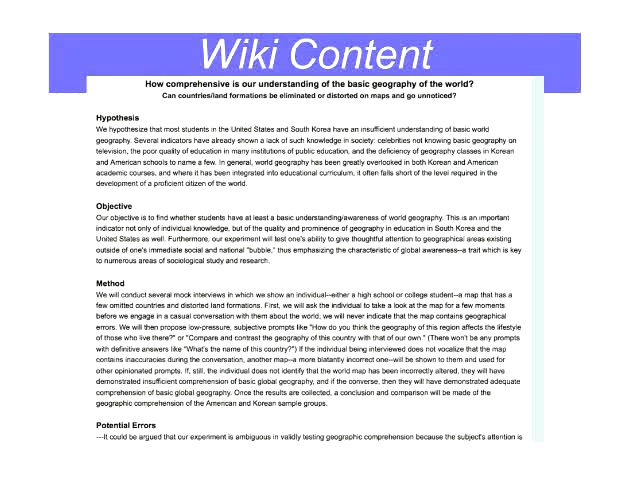 Wiki Content
How comprehensive is our understanding of the basic geography of the world?
Can countries/land formations be eliminated or distorted on maps and go unnoticed?
Hypothesis
We hypothesize that most students in the United States and South Korea have an insufficient understanding of basic world
geography. Several indicators have already shown a lack of such knowledge in society: celebrities not knowing basic geography on
television, the poor quality of education in many institutions of public education, and the deficiency of geography classes in Korean
and American schools to name a few. In general, world geography has been greatly overlooked in both Korean and American
academic courses, and where it has been integrated into educational curriculum, it often falls short of the level required in the
development of a proficient citizen of the world.
Objective
Our objective is to find whether students have at least a basic understanding/awareness of world geography. This is an important
indicator not only of individual knowledge, but of the quality and prominence of geography in education in South Korea and the
United States as well. Furthermore, our experiment will test one's ability to give thoughtful attention to geographical areas existing
outside of one's immediate social and national "bubble," thus emphasizing the characteristic of global awareness--a trait which is key
to numerous areas of sociological study and research.
Method
We will conduct several mock interviews in which we show an individual--either a high school or college student--a map that has a
few omitted countries and distorted land formations. First, we will ask the individual to take a look at the map for a few moments
before we engage in a casual conversation with them about the world; we will never indicate that the map contains geographical
errors. We will then propose low-pressure, subjective prompts like "How do you think the geography of this region affects the lifestyle
of those who live there?" or "Compare and contrast the geography of this country with that of our own." (There won't be any prompts
with definitive answers like "What's the name of this country?") If the individual being interviewed does not vocalize that the map
contains inaccuracies during the conversation, another map--a more blatantly incorrect one--will be shown to them and used for
other opinionated prompts. If, still, the individual does not identify that the world map has been incorrectly altered, they will have
demonstrated insufficient comprehension of basic global geography, and if the converse, then they will have demonstrated adequate
comprehension of basic global geography. Once the results are collected, a conclusion and comparison will be made of the
geographic comprehension of the American and Korean sample groups.
Potential Errors
---It could be argued that our experiment is ambiguous in validly testing geographic comprehension because the subject's attention is